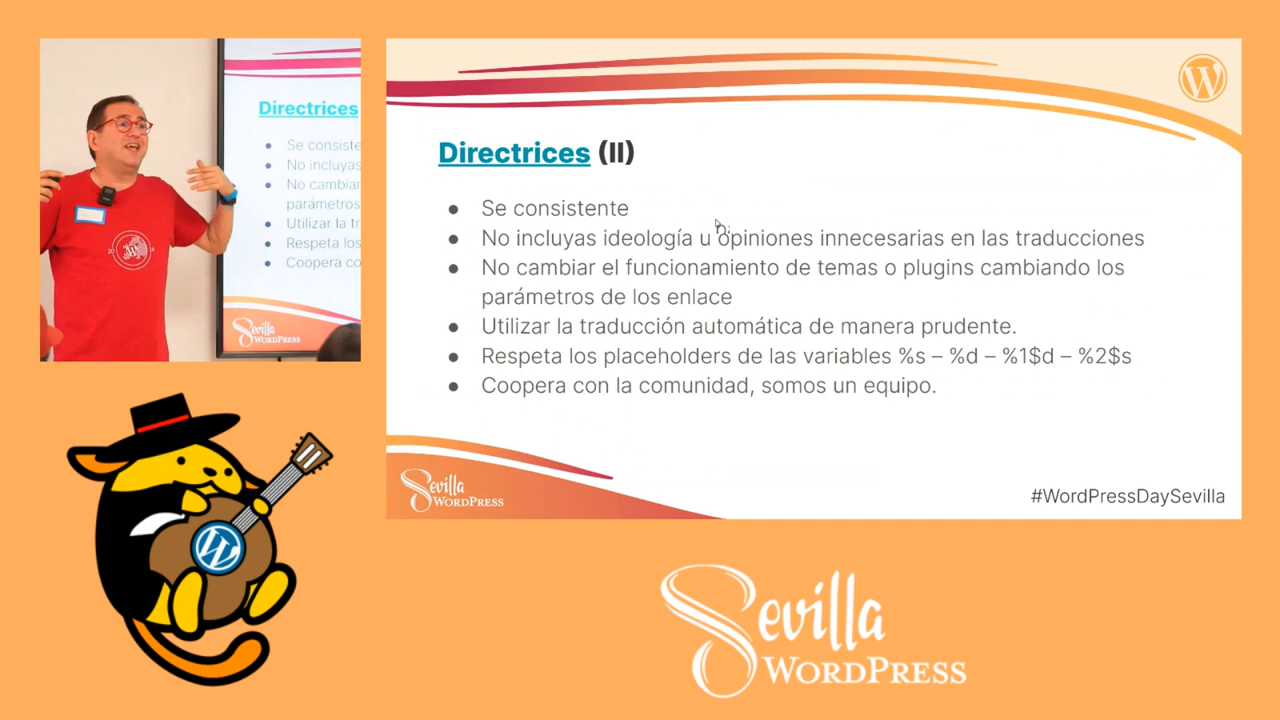 Directrices
Se consiste
No incluyas
No cambiar
parámetros
Utilizar la tr
Respeta los
Coopera co
Sevilla
WORDPRESS
Directrices (II)
Se consistente
No incluyas ideología u opiniones innecesarias en las traducciones
No cambiar el funcionamiento de temas o plugins cambiando los
parámetros de los enlace
Utilizar la traducción automática de manera prudente.
Respeta los placeholders de las variables %s – %d – %1$d – %2$s
Coopera con la comunidad, somos un equipo.
Sevilla
WORDPRESS
#WordPressDaySevilla
Sevilla
WORDPRESS